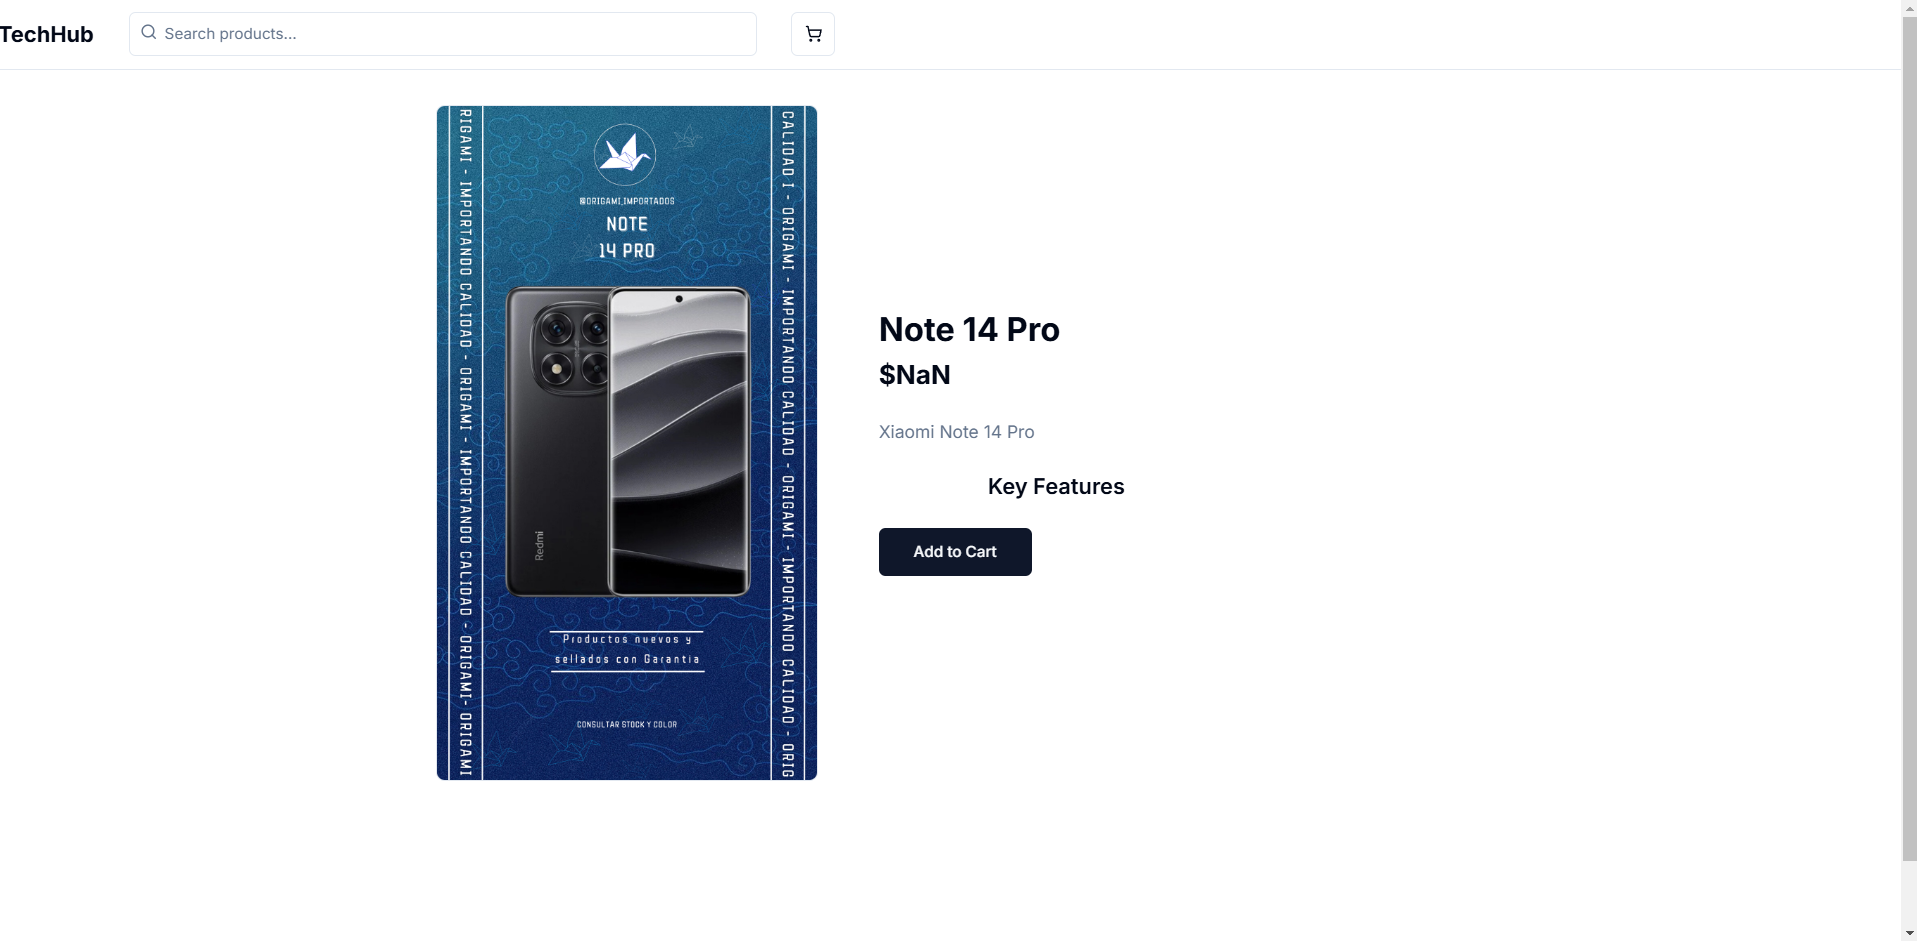 TechHub
Search products...
RIGAMI - IMPORTANDO CALIDAD - ORIGAMI - IMPORTANDO CALIDAD - ORIGAMI- ORIGAMI
@ORIGAMI.IMPORTADOS
NOTE
14 PRO
Redmi
Productos nuevos y
sellados con Garantia
CONSULTAR STOCK Y COLOR
CALIDAD I - ORIGAMI - IMPORTANDO CALIDAD - ORIGAMI - IMPORTANDO CALIDAD - ORIG
Note 14 Pro
$NaN
Xiaomi Note 14 Pro
Key Features
Add to Cart